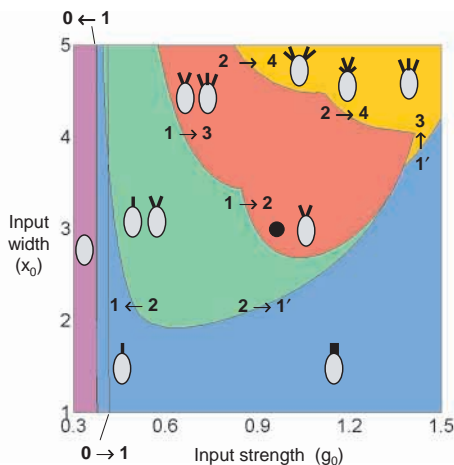 0 ← 1
5
2 → 4
4
1 → 3
2 → 4
3
1′
1 → 2
Input
width
(x₀)
3
1 ← 2
2 → 1′
2
1
0.3
0.6
0.9
1.2
1.5
0 → 1
Input strength (g₀)